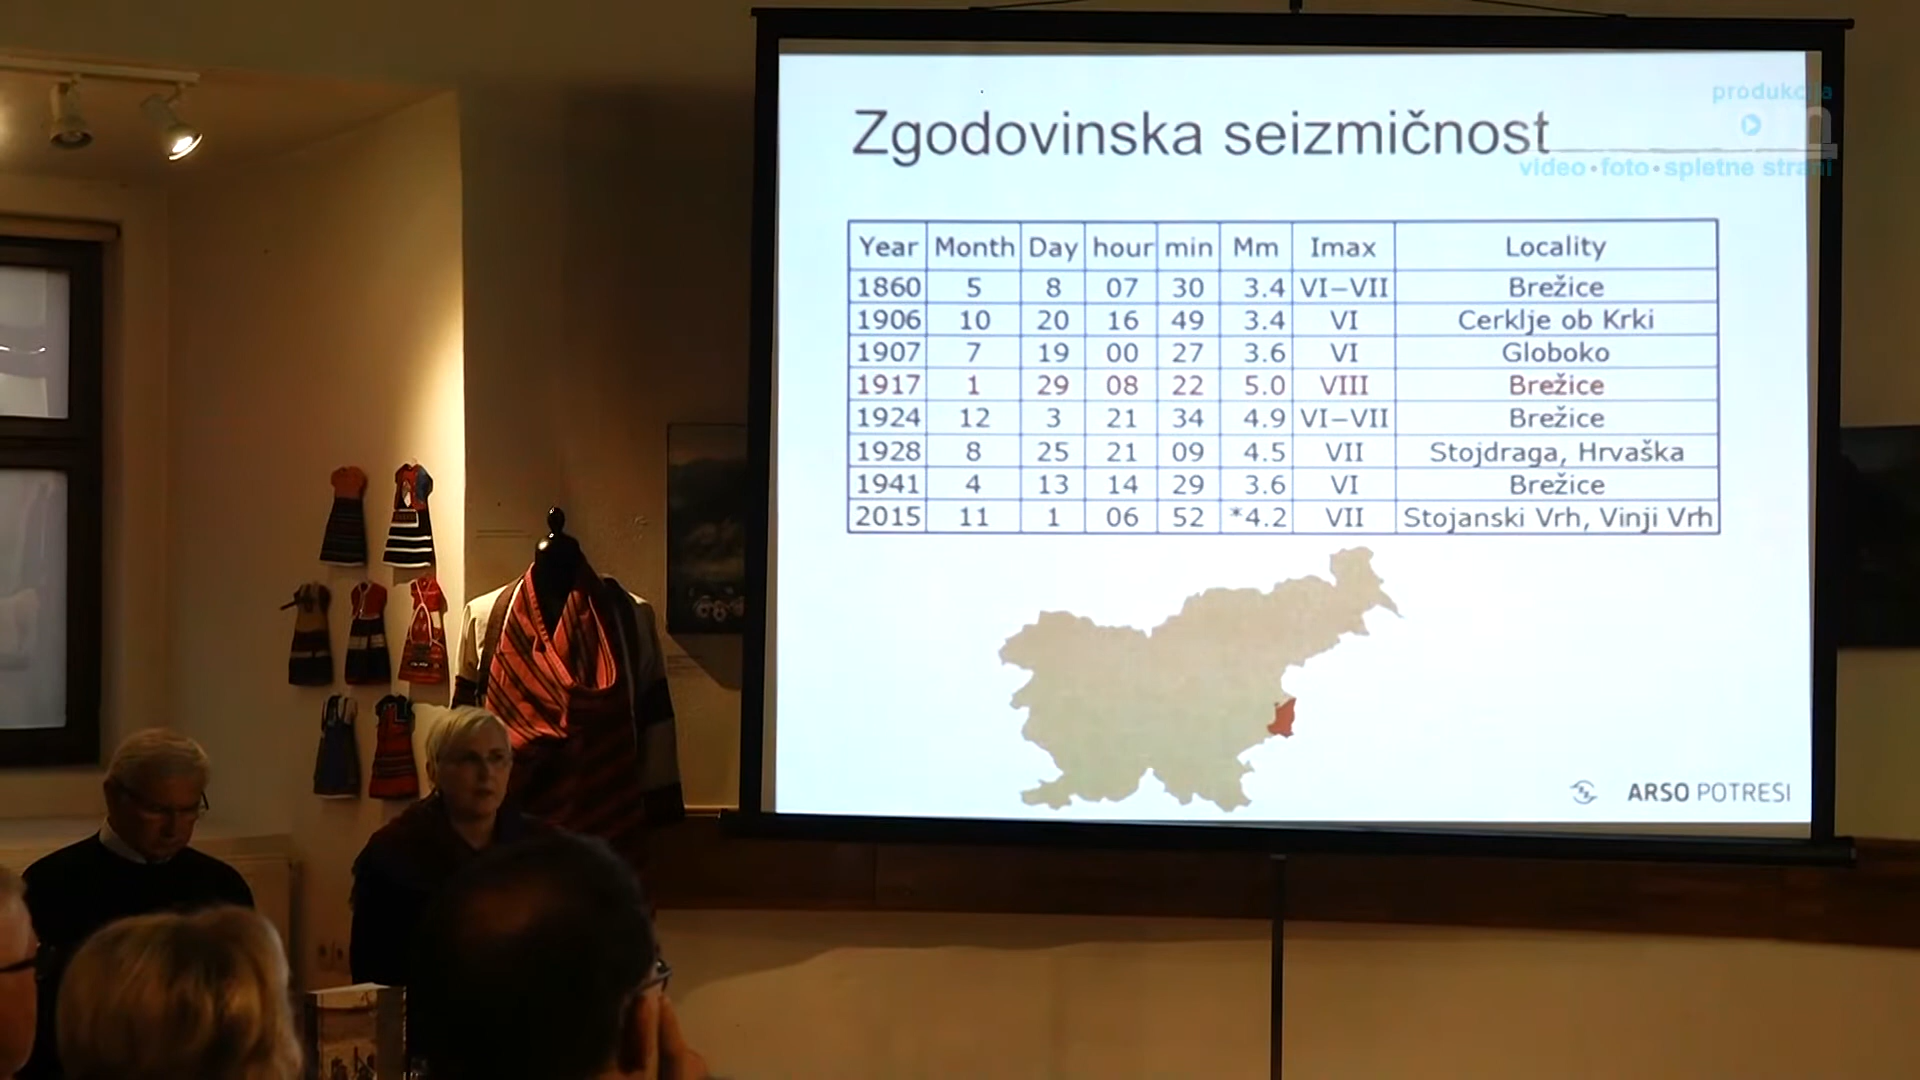 produkcija
Zgodovinska seizmičnost
video • foto • spletne strani
Year Month Day hour min Mm Imax Locality
1860 5 8 07 30 3.4 VI–VII Brežice
1906 10 20 16 49 3.4 VI Cerklje ob Krki
1907 7 19 00 27 3.6 VI Globoko
1917 1 29 08 22 5.0 VIII Brežice
1924 12 3 21 34 4.9 VI–VII Brežice
1928 8 25 21 09 4.5 VII Stojdraga, Hrvaška
1941 4 13 14 29 3.6 VI Brežice
2015 11 1 06 52 *4.2 VII Stojanski Vrh, Vinji Vrh
ARSO POTRESI